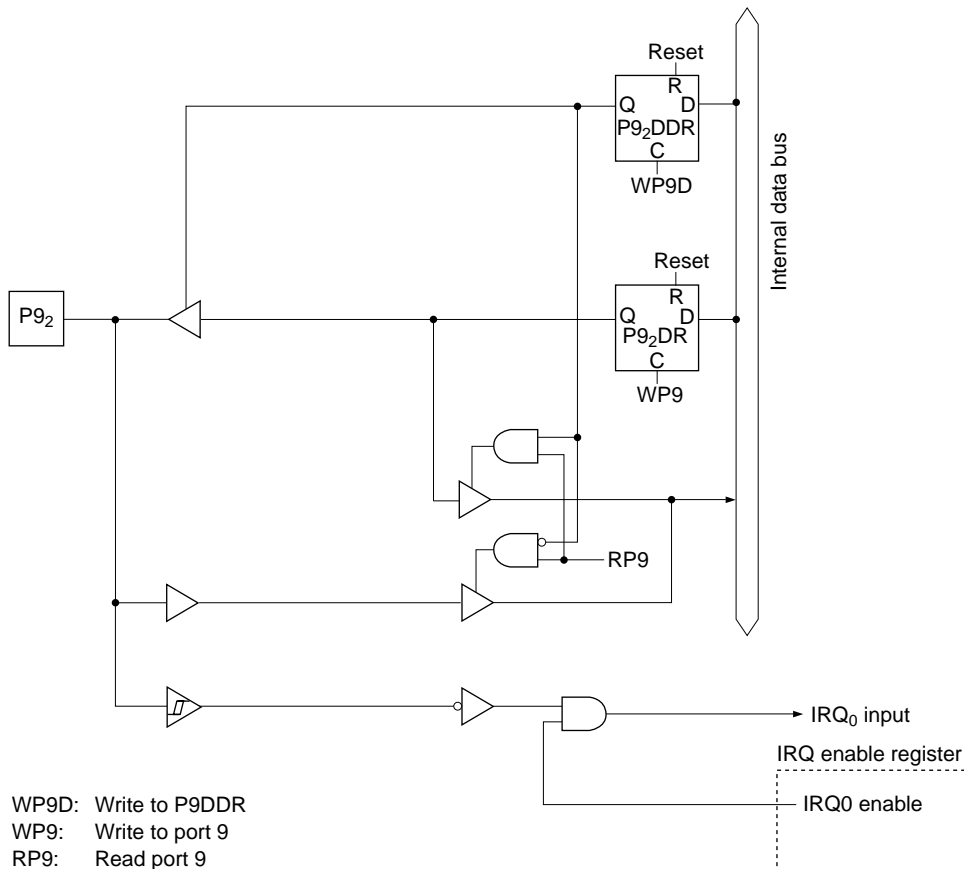 Reset
R
Q D
P9₂DDR
C
WP9D
Internal data bus
Reset
R
P9₂
Q D
P9₂DR
C
WP9
RP9
IRQ₀ input
IRQ enable register
IRQ0 enable
WP9D: Write to P9DDR
WP9: Write to port 9
RP9: Read port 9